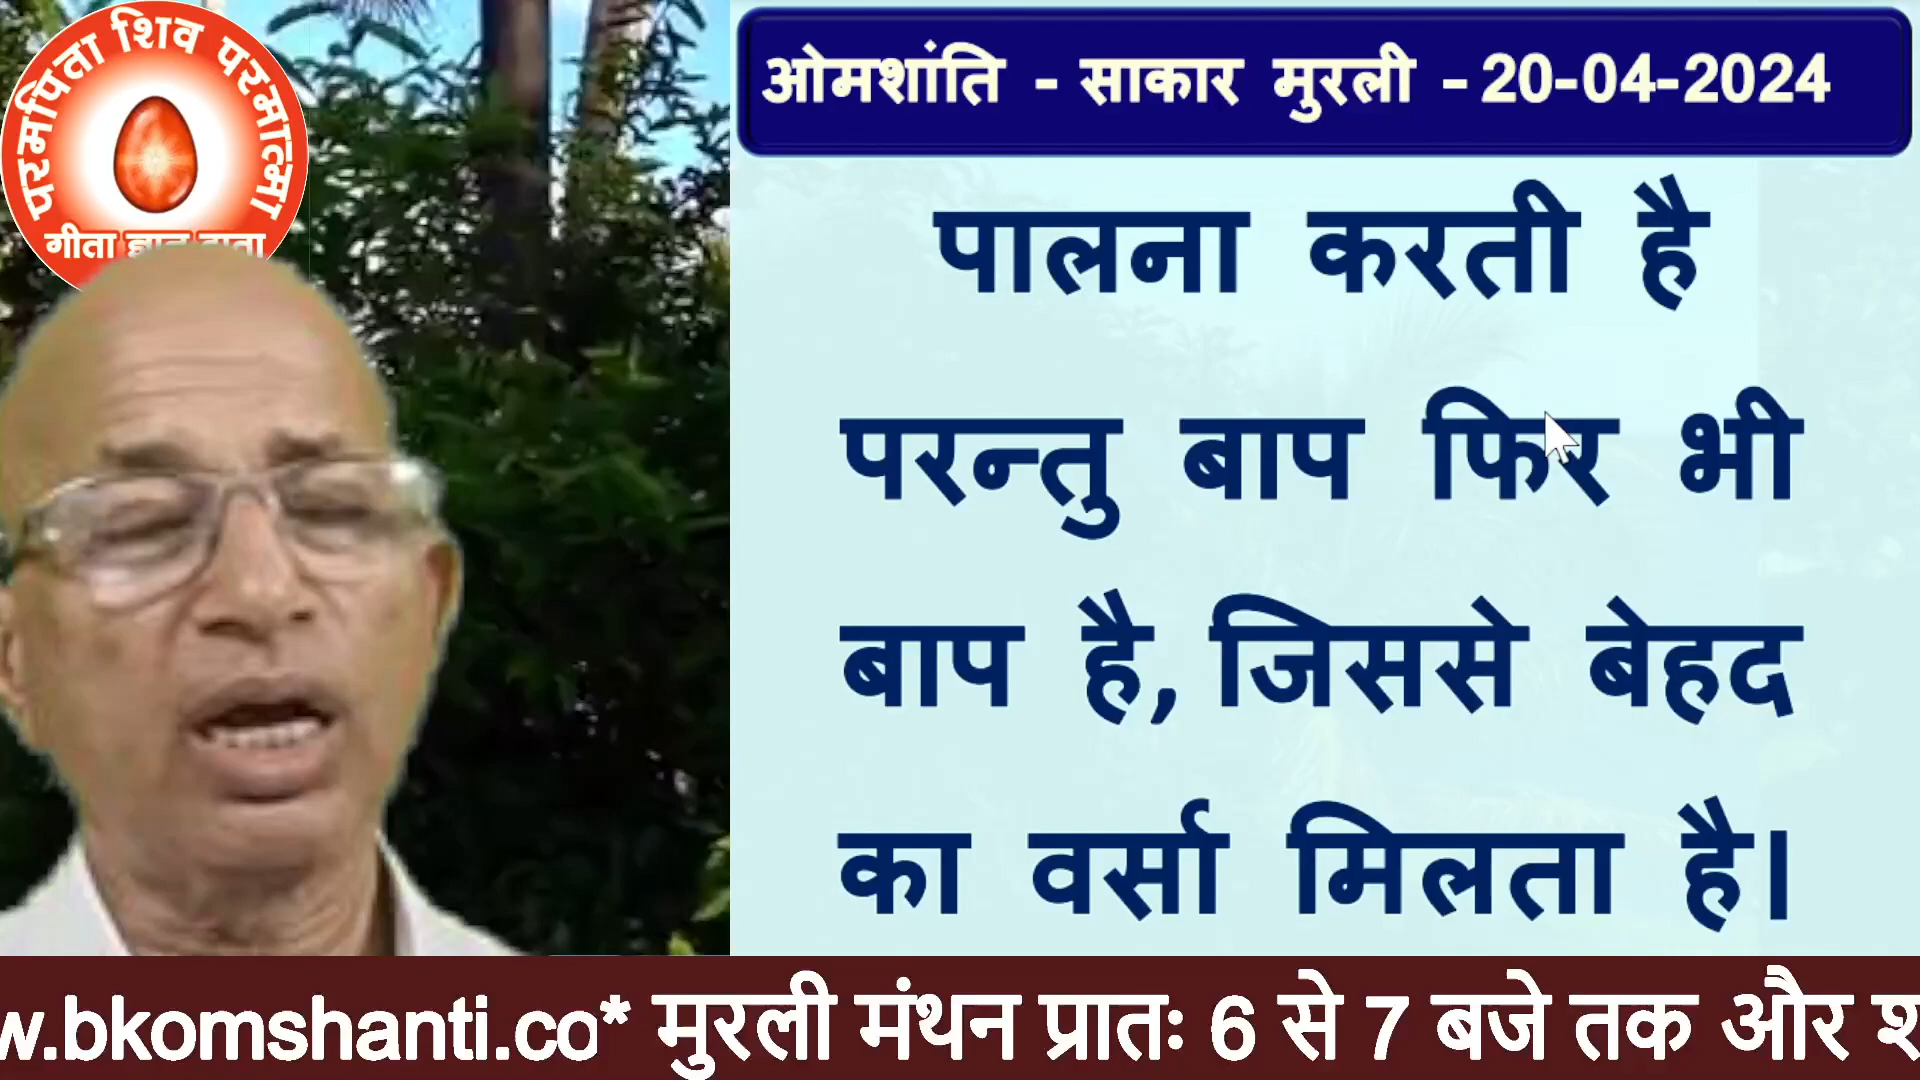 परमपिता शिव परमात्मा
गीता ज्ञान दाता
ओमशांति - साकार मुरली - 20-04-2024
पालना करती है
परन्तु बाप फिर भी
बाप है, जिससे बेहद
का वर्सा मिलता है।
w.bkomshanti.co* मुरली मंथन प्रातः 6 से 7 बजे तक और श